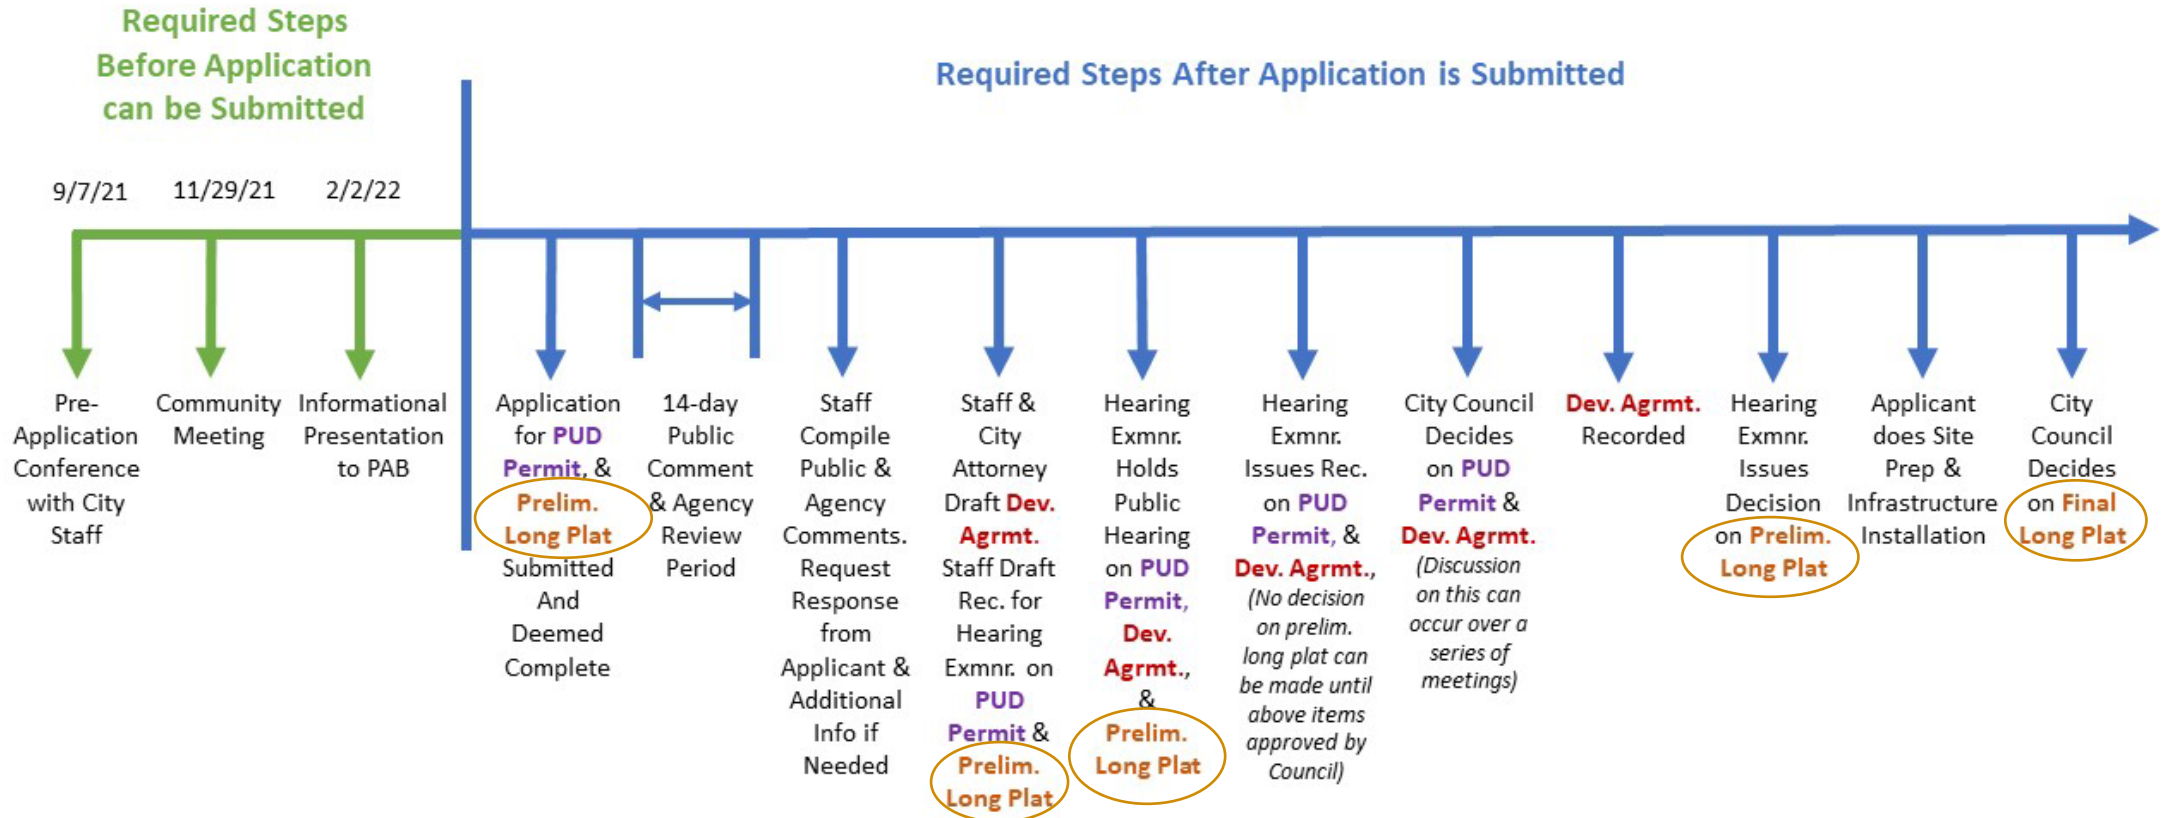 Required Steps
Before Application
can be Submitted
Required Steps After Application is Submitted
9/7/21
11/29/21
2/2/22
Pre-
Application
Conference
with City
Staff
Community
Meeting
Informational
Presentation
to PAB
Application
for PUD
Permit, &
Prelim.
Long Plat
Submitted
And
Deemed
Complete
14-day
Public
Comment
& Agency
Review
Period
Staff
Compile
Public &
Agency
Comments.
Request
Response
from
Applicant &
Additional
Info if
Needed
Staff &
City
Attorney
Draft Dev.
Agrmt.
Staff Draft
Rec. for
Hearing
Exmnr. on
PUD
Permit &
Prelim.
Long Plat
Hearing
Exmnr.
Holds
Public
Hearing
on PUD
Permit,
Dev.
Agrmt.,
&
Prelim.
Long Plat
Hearing
Exmnr.
Issues Rec.
on PUD
Permit, &
Dev. Agrmt.,
(No decision
on prelim.
long plat can
be made until
above items
approved by
Council)
City Council
Decides
on PUD
Permit &
Dev. Agrmt.
(Discussion
on this can
occur over a
series of
meetings)
Dev. Agrmt.
Recorded
Hearing
Exmnr.
Issues
Decision
on Prelim.
Long Plat
Applicant
does Site
Prep &
Infrastructure
Installation
City
Council
Decides
on Final
Long Plat